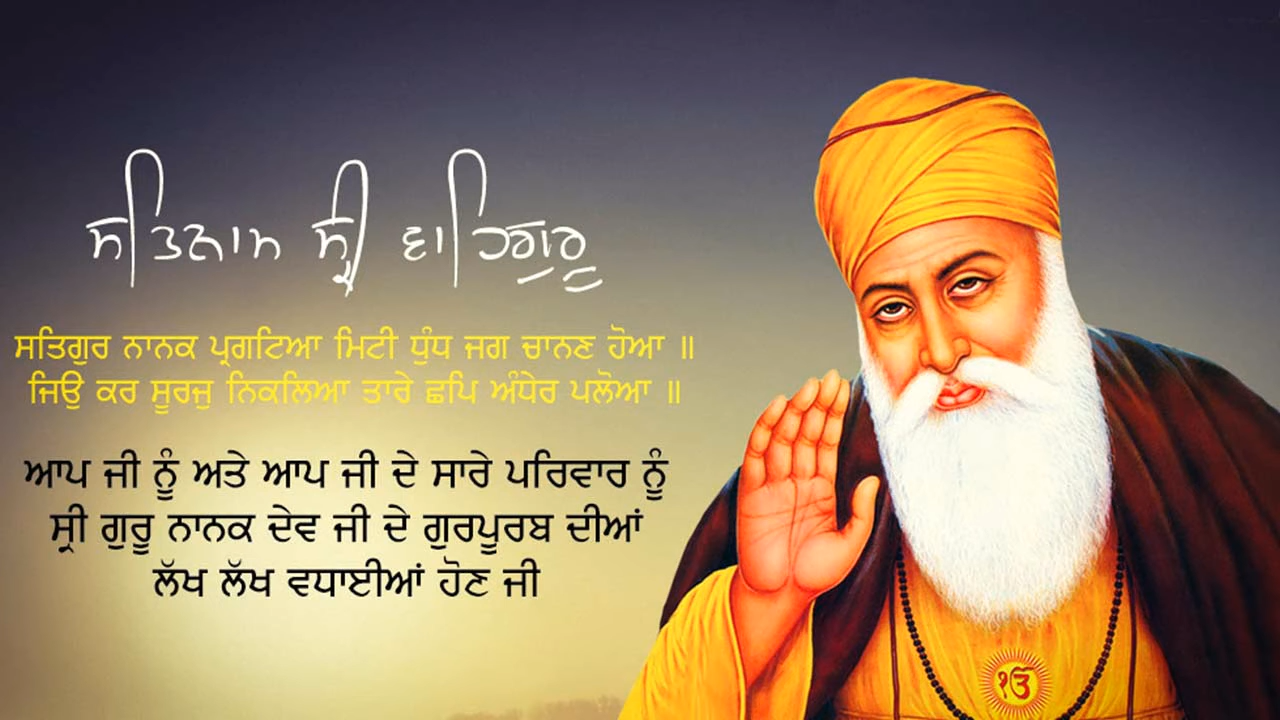 ਸਤਿਨਾਮ ਸ੍ਰੀ ਵਾਹਿਗੁਰੂ
ਸਤਿਗੁਰ ਨਾਨਕ ਪ੍ਰਗਟਿਆ ਮਿਟੀ ਧੁੰਧ ਜਗ ਚਾਨਣ ਹੋਆ ॥
ਜਿਉ ਕਰ ਸੂਰਜੁ ਨਿਕਲਿਆ ਤਾਰੇ ਛਪਿ ਅੰਧੇਰ ਪਲੋਆ ॥
ਆਪ ਜੀ ਨੂੰ ਅਤੇ ਆਪ ਜੀ ਦੇ ਸਾਰੇ ਪਰਿਵਾਰ ਨੂੰ
ਸ੍ਰੀ ਗੁਰੂ ਨਾਨਕ ਦੇਵ ਜੀ ਦੇ ਗੁਰਪੂਰਬ ਦੀਆਂ
ਲੱਖ ਲੱਖ ਵਧਾਈਆਂ ਹੋਣ ਜੀ
ੴ